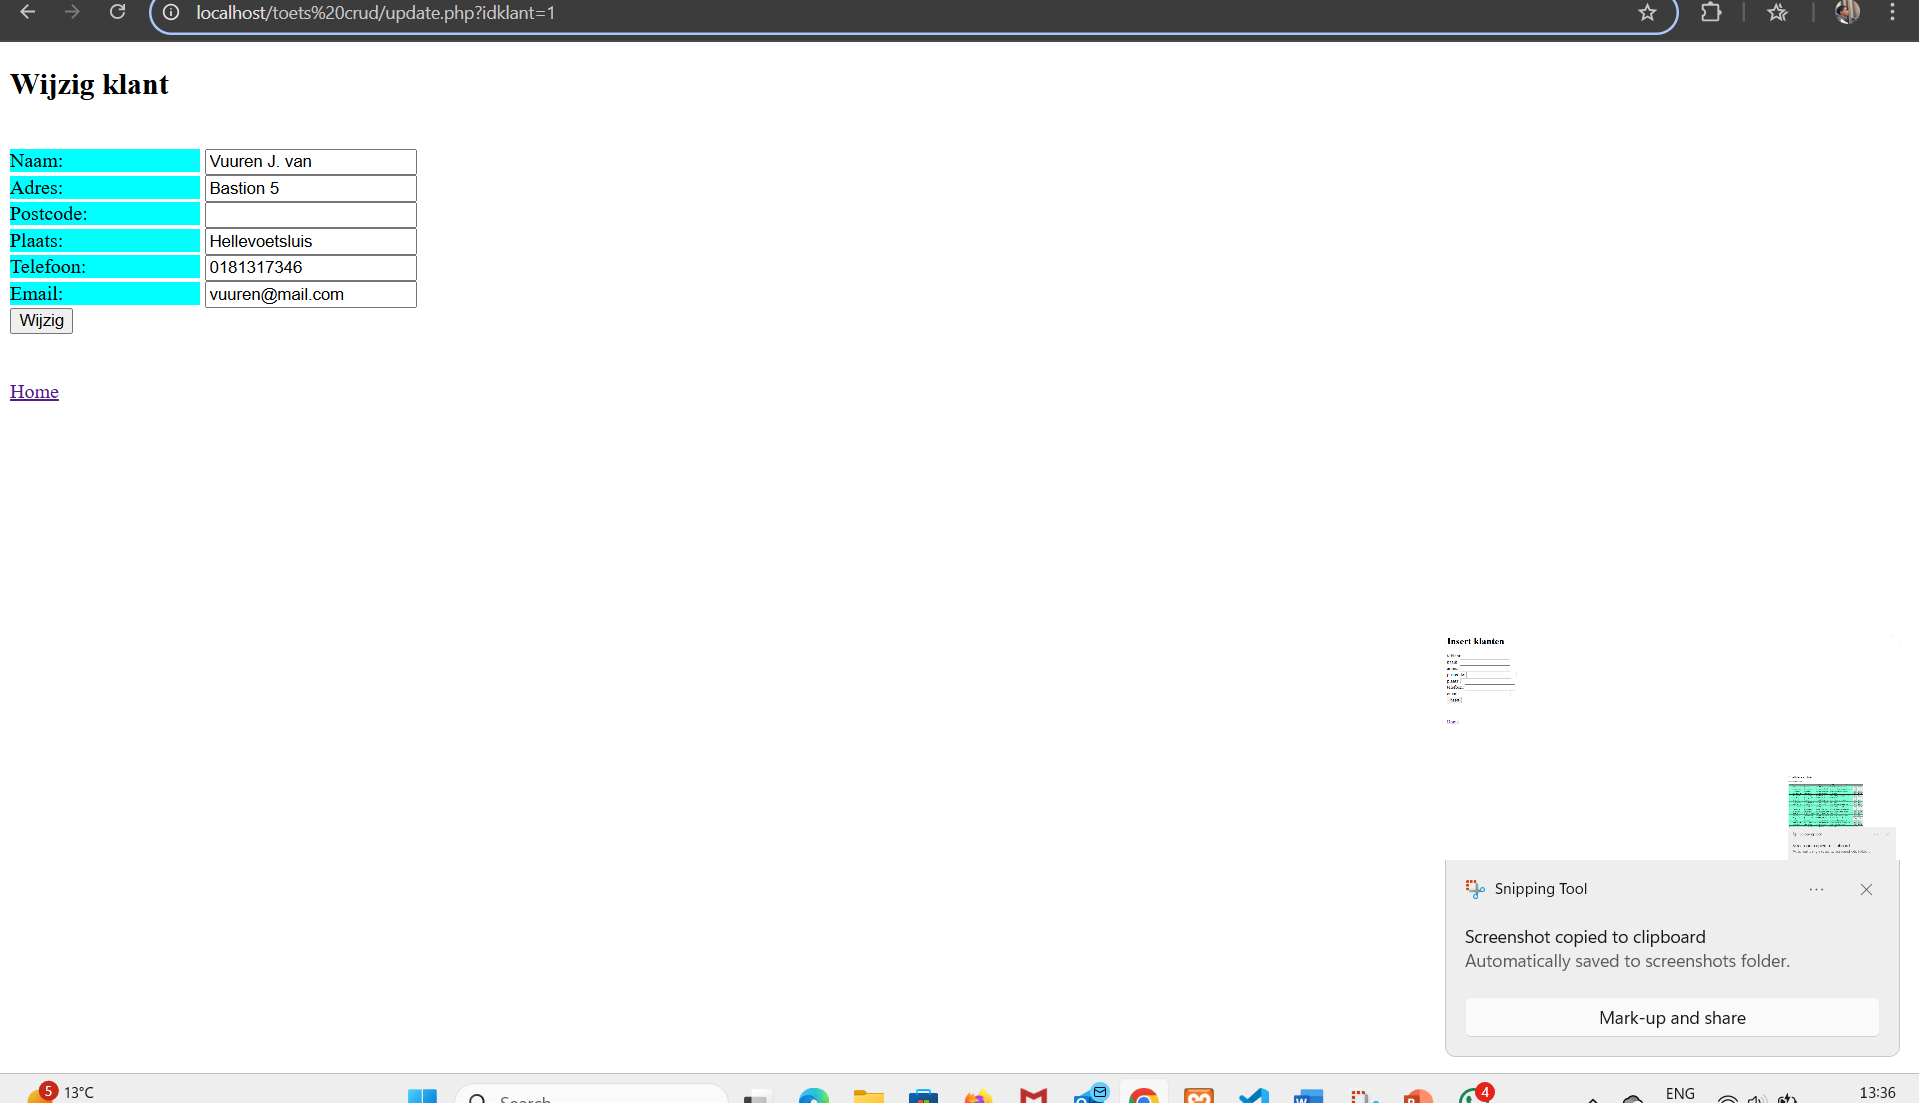 localhost/toets%20crud/update.php?idklant=1
Wijzig klant
Naam: Vuuren J. van
Adres: Bastion 5
Postcode:
Plaats: Hellevoetsluis
Telefoon: 0181317346
Email: vuuren@mail.com
Wijzig
Home
Insert klanten
Snipping Tool
Screenshot copied to clipboard
Automatically saved to screenshots folder.
Mark-up and share
5 13°C
Search
4
ENG
13:36